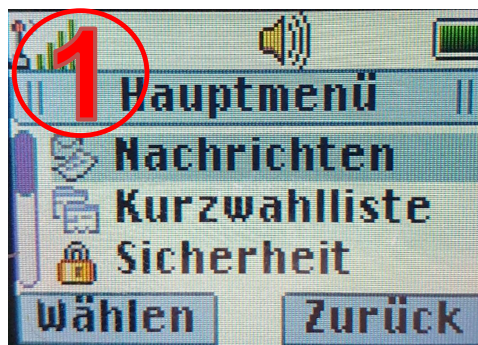 1
Hauptmenü
Nachrichten
Kurzwahlliste
Sicherheit
Wählen Zurück